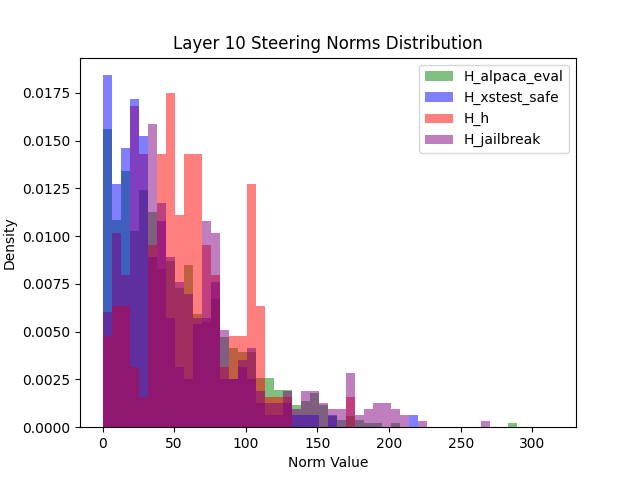 Layer 10 Steering Norms Distribution
H_alpaca_eval
H_xstest_safe
H_h
H_jailbreak
Density
0.0175
0.0150
0.0125
0.0100
0.0075
0.0050
0.0025
0.0000
0 50 100 150 200 250 300
Norm Value